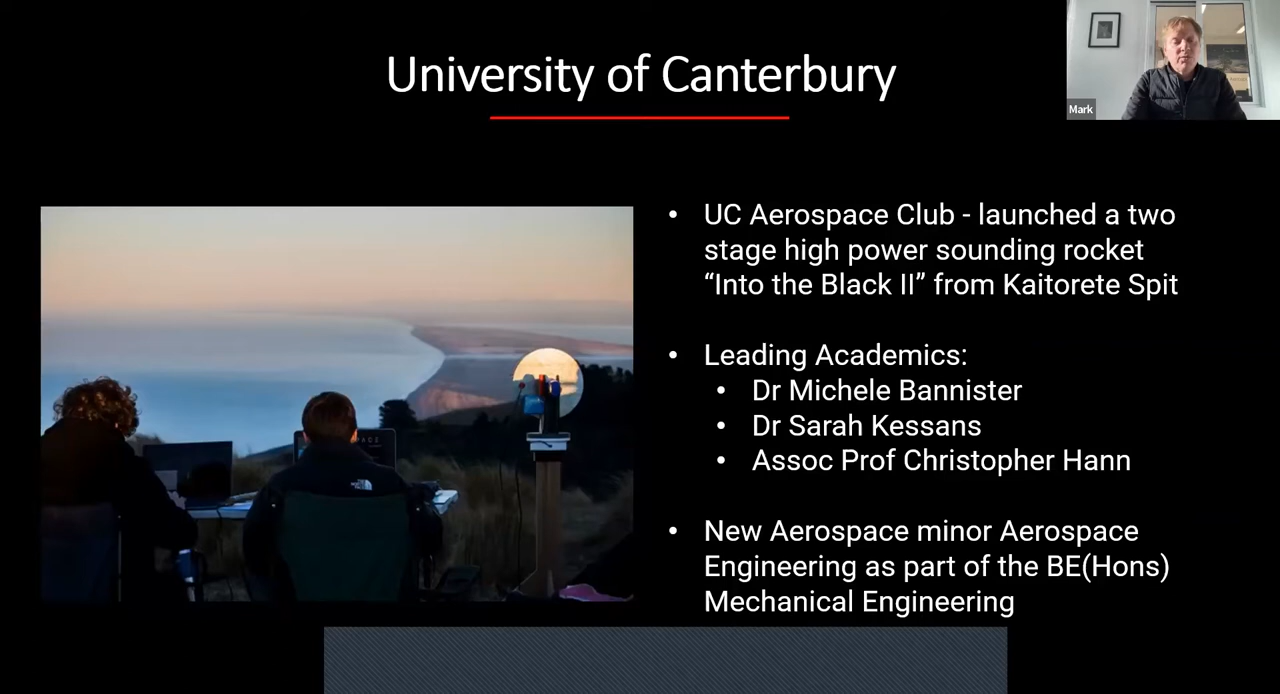 University of Canterbury
Mark
• UC Aerospace Club - launched a two
stage high power sounding rocket
“Into the Black II” from Kaitorete Spit
• Leading Academics:
• Dr Michele Bannister
• Dr Sarah Kessans
• Assoc Prof Christopher Hann
• New Aerospace minor Aerospace
Engineering as part of the BE(Hons)
Mechanical Engineering